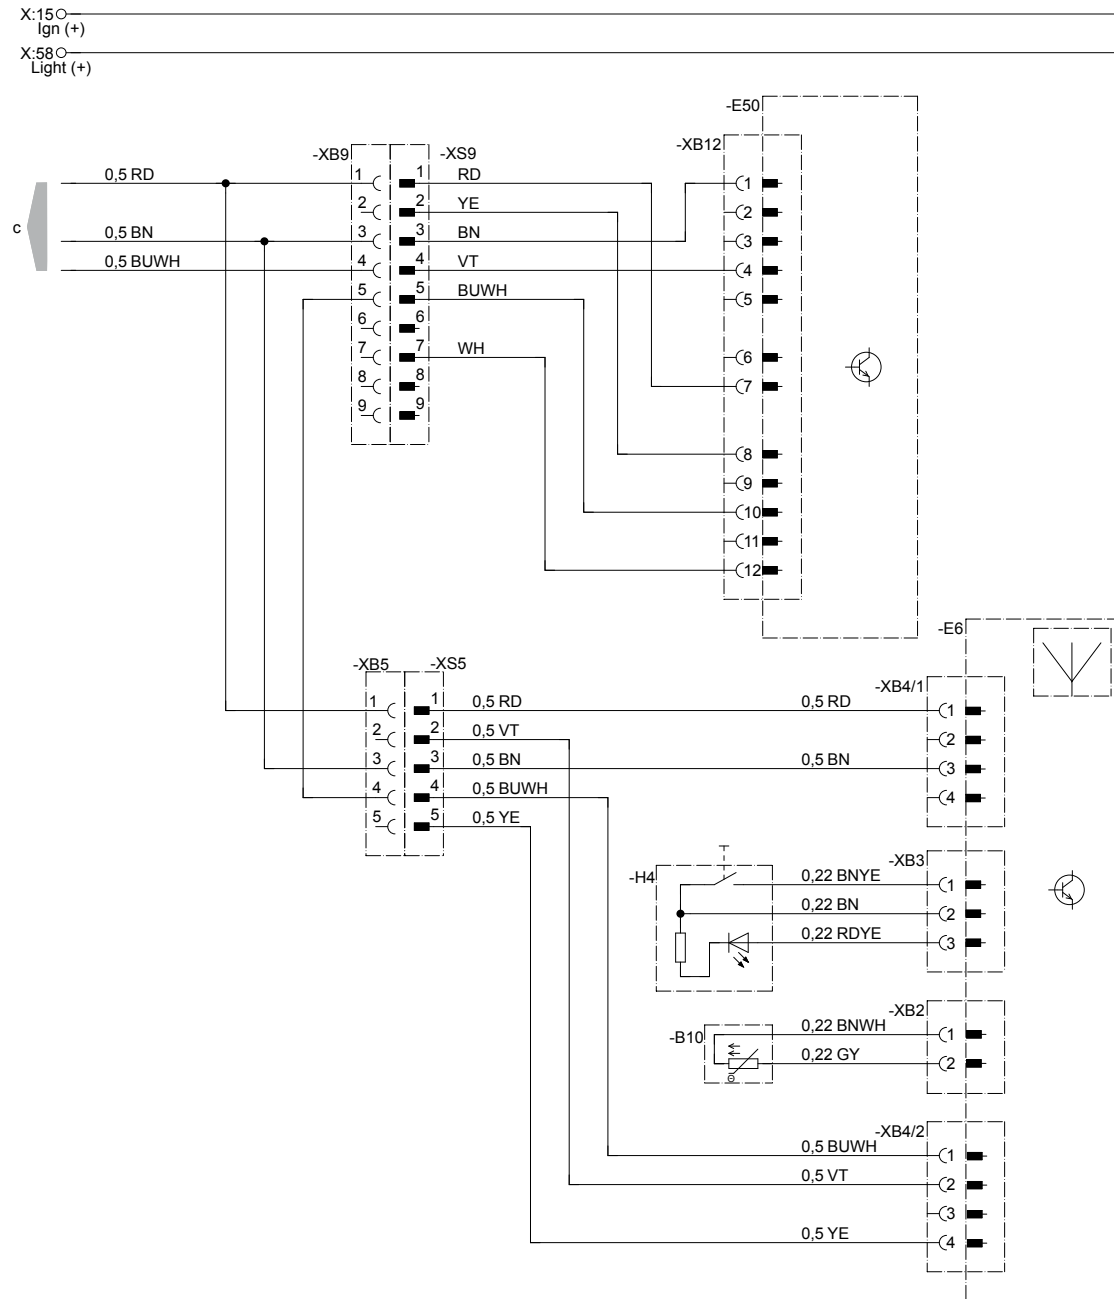 X:15
Ign (+)
X:58
Light (+)
-E50
-XB12
-XB9
-XS9
0,5 RD
1
1
RD
1
2
2
YE
2
c
0,5 BN
3
3
BN
3
0,5 BUWH
4
4
VT
4
5
5
BUWH
5
6
6
7
7
WH
6
8
8
7
9
9
8
9
10
11
12
-E6
-XB5
-XS5
-XB4/1
1
1
0,5 RD
0,5 RD
1
2
2
0,5 VT
2
3
3
0,5 BN
0,5 BN
3
4
4
0,5 BUWH
4
5
5
0,5 YE
-XB3
-H4
0,22 BNYE
1
0,22 BN
2
0,22 RDYE
3
-XB2
-B10
0,22 BNWH
1
0,22 GY
2
Θ
-XB4/2
0,5 BUWH
1
0,5 VT
2
3
0,5 YE
4